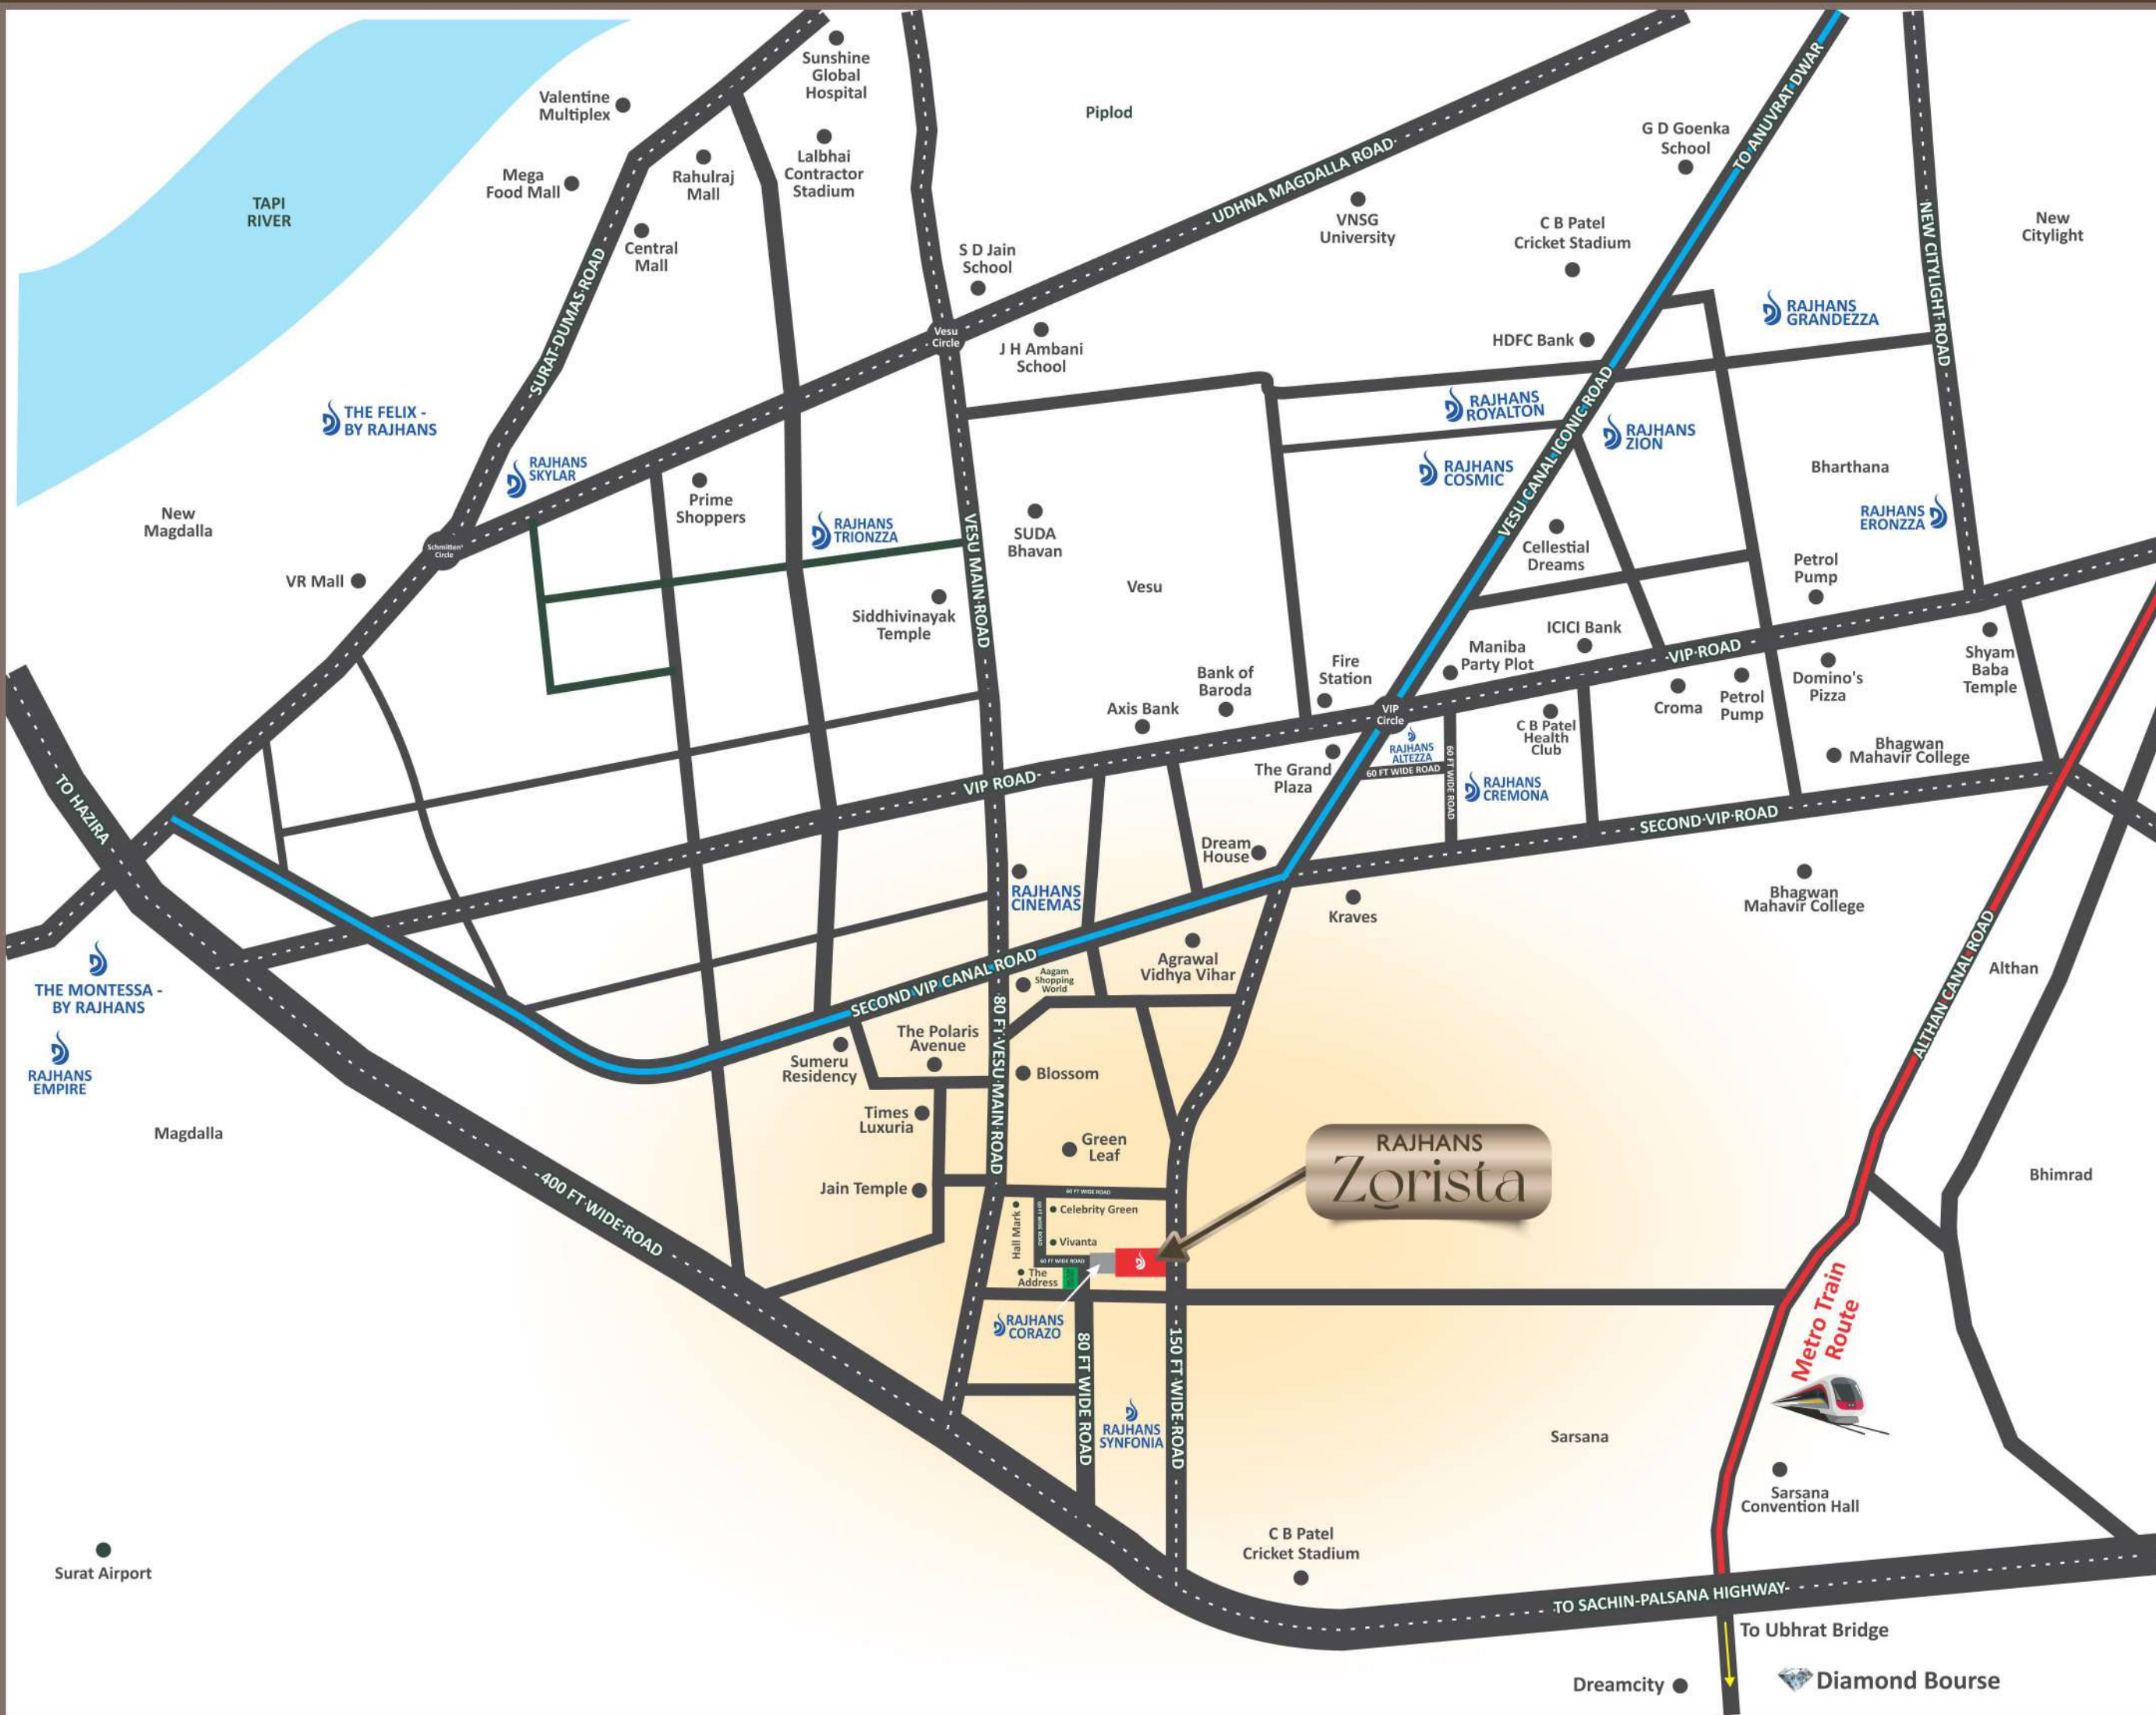 Sunshine
Global
Hospital
Valentine
Multiplex
Piplod
TO ANUVRAT DWAR
G D Goenka
School
UDHNA MAGDALLA ROAD
Lalbhai
Contractor
Stadium
Rahulraj
Mall
Mega
Food Mall
TAPI
RIVER
VNSG
University
C B Patel
Cricket Stadium
NEW CITYLIGHT ROAD
New
Citylight
Central
Mall
S D Jain
School
SURAT-DUMAS ROAD
Vesu
Circle
J H Ambani
School
HDFC Bank
RAJHANS
GRANDEZZA
THE FELIX -
BY RAJHANS
RAJHANS
ROYALTON
RAJHANS
ZION
VESU CANAL ICONIC ROAD
RAJHANS
SKYLAR
RAJHANS
COSMIC
Bharthana
Prime
Shoppers
New
Magdalla
RAJHANS
TRIONZZA
VESU MAIN ROAD
SUDA
Bhavan
RAJHANS
ERONZZA
Schmitten
Circle
Cellestial
Dreams
VR Mall
Vesu
Petrol
Pump
Siddhivinayak
Temple
ICICI Bank
Maniba
Party Plot
VIP ROAD
Shyam
Baba
Temple
Fire
Station
Bank of
Baroda
Axis Bank
Domino's
Pizza
Croma
Petrol
Pump
VIP
Circle
C B Patel
Health
Club
RAJHANS
ALTEZZA
60 FT WIDE ROAD
60 FT WIDE ROAD
Bhagwan
Mahavir College
The Grand
Plaza
VIP ROAD
RAJHANS
CREMONA
TO HAZIRA
SECOND VIP ROAD
Dream
House
RAJHANS
CINEMAS
Kraves
Bhagwan
Mahavir College
SECOND VIP CANAL ROAD
Aagam
Shopping
World
Agrawal
Vidhya Vihar
Althan
ALTHAN CANAL ROAD
THE MONTESSA -
BY RAJHANS
RAJHANS
EMPIRE
Sumeru
Residency
The Polaris
Avenue
80 FT VESU MAIN ROAD
Blossom
Times
Luxuria
Magdalla
Green
Leaf
RAJHANS
Zorista
Bhimrad
Jain Temple
60 FT WIDE ROAD
400 FT WIDE ROAD
Hall Mark
60 FT WIDE ROAD
Celebrity Green
Vivanta
60 FT WIDE ROAD
The
Address
RAJHANS
CORAZO
Metro Train
Route
80 FT WIDE ROAD
150 FT WIDE ROAD
RAJHANS
SYNFONIA
Sarsana
Sarsana
Convention Hall
C B Patel
Cricket Stadium
Surat Airport
TO SACHIN-PALSANA HIGHWAY
To Ubhrat Bridge
Dreamcity
Diamond Bourse